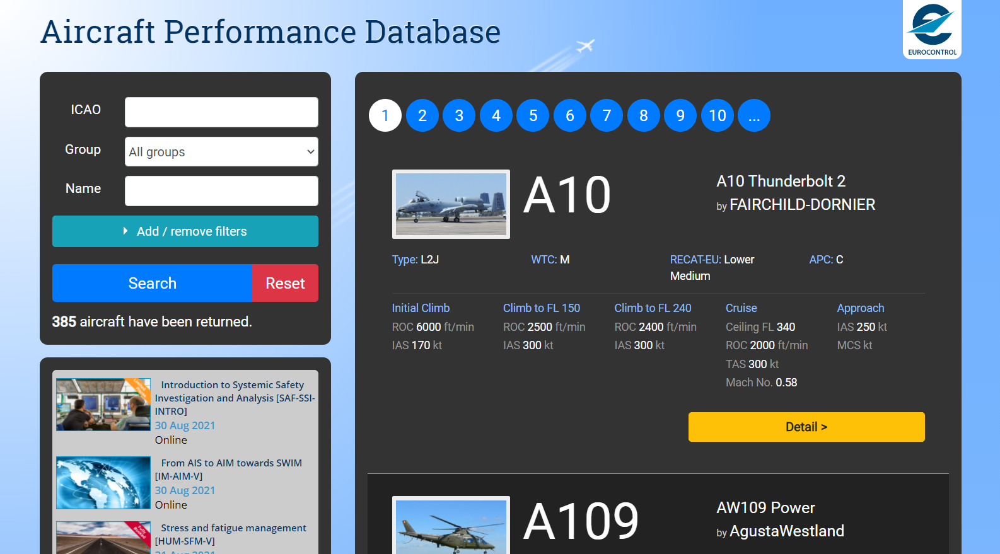 Aircraft Performance Database
EUROCONTROL
ICAO
Group
All groups
Name
Add / remove filters
Search
Reset
385 aircraft have been returned.
Introduction to Systemic Safety
Investigation and Analysis [SAF-SSI-
INTRO]
30 Aug 2021
Online
From AIS to AIM towards SWIM
[IM-AIM-V]
30 Aug 2021
Online
Fully
Booked
Stress and fatigue management
[HUM-SFM-V]
31 Aug 2021
1 2 3 4 5 6 7 8 9 10 ...
A10
A10 Thunderbolt 2
by FAIRCHILD-DORNIER
Type: L2J
WTC: M
RECAT-EU: Lower
Medium
APC: C
Initial Climb
ROC 6000 ft/min
IAS 170 kt
Climb to FL 150
ROC 2500 ft/min
IAS 300 kt
Climb to FL 240
ROC 2400 ft/min
IAS 300 kt
Cruise
Ceiling FL 340
ROC 2000 ft/min
TAS 300 kt
Mach No. 0.58
Approach
IAS 250 kt
MCS kt
Detail >
A109
AW109 Power
by AgustaWestland